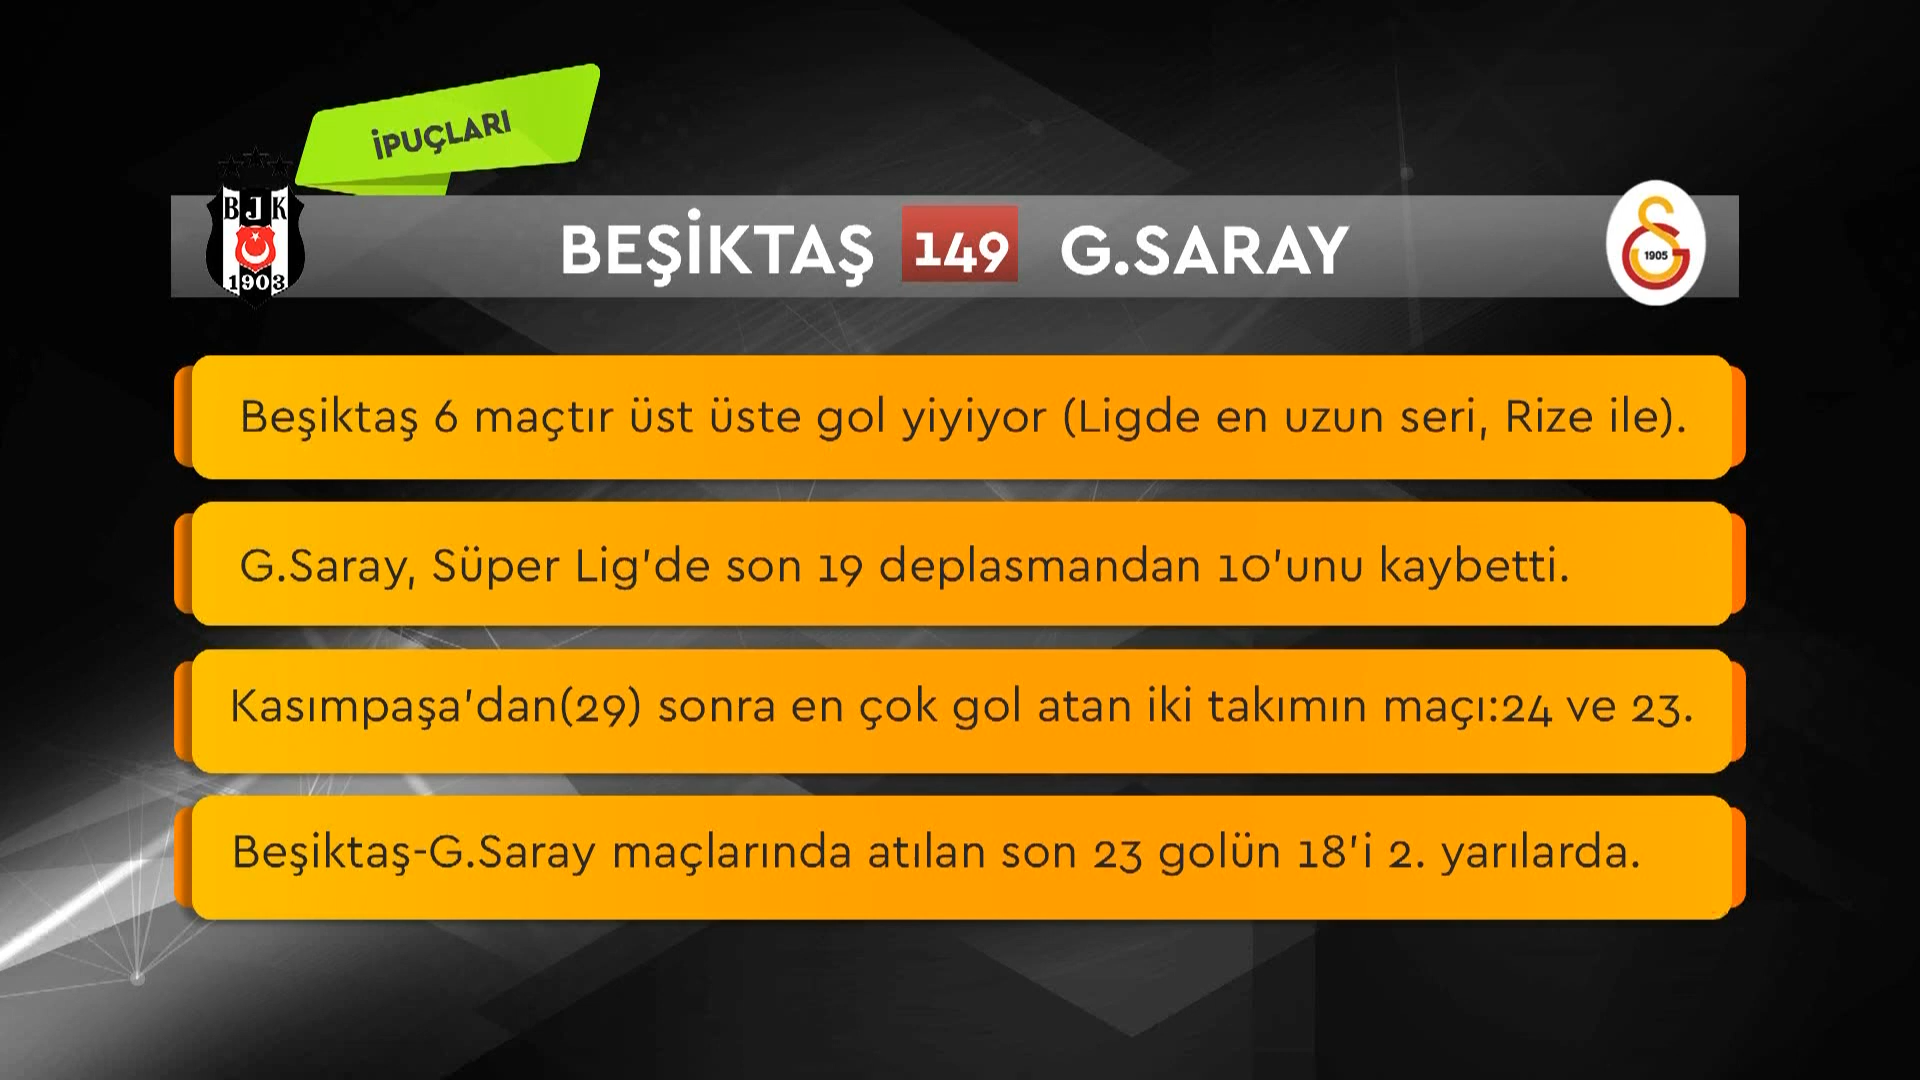 İPUÇLARI
BJK
1903
BEŞİKTAŞ 149 G.SARAY
1905
Beşiktaş 6 maçtır üst üste gol yiyiyor (Ligde en uzun seri, Rize ile).
G.Saray, Süper Lig'de son 19 deplasmandan 10'unu kaybetti.
Kasımpaşa'dan(29) sonra en çok gol atan iki takımın maçı:24 ve 23.
Beşiktaş-G.Saray maçlarında atılan son 23 golün 18'i 2. yarılarda.